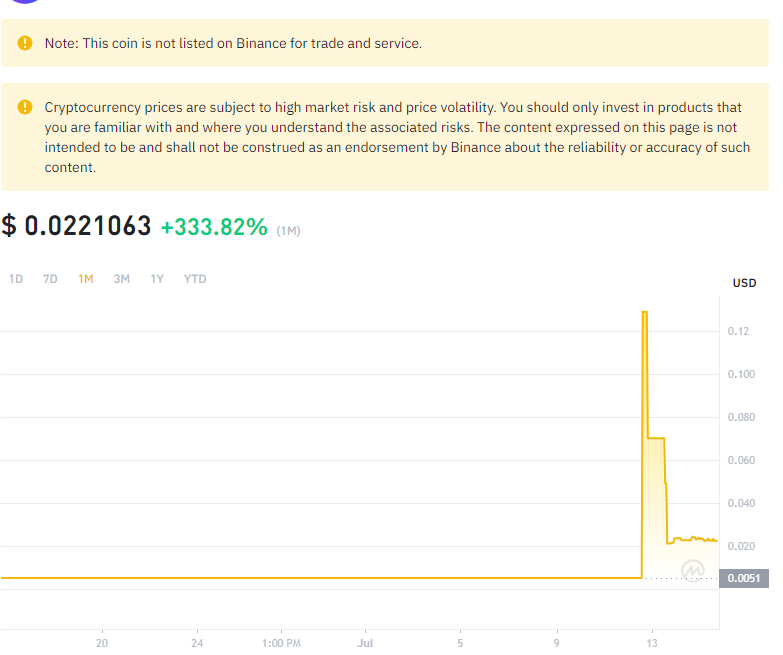 Note: This coin is not listed on Binance for trade and service.
Cryptocurrency prices are subject to high market risk and price volatility. You should only invest in products that
you are familiar with and where you understand the associated risks. The content expressed on this page is not
intended to be and shall not be construed as an endorsement by Binance about the reliability or accuracy of such
content.
$ 0.0221063 +333.82% (1M)
1D 7D 1M 3M 1Y YTD
USD
0.12
0.100
0.080
0.060
0.040
0.020
0.0051
20 24 1:00 PM Jul 5 9 13